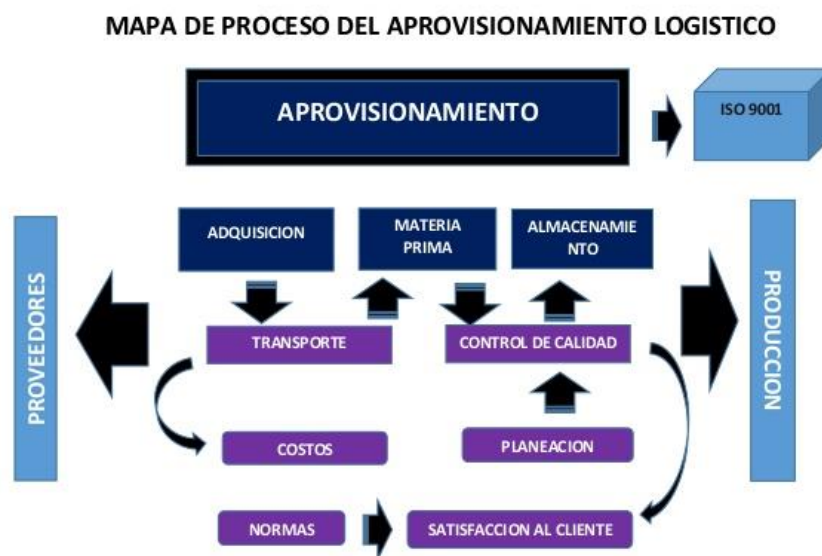 MAPA DE PROCESO DEL APROVISIONAMIENTO LOGISTICO
APROVISIONAMIENTO
ISO 9001
PROVEEDORES
ADQUISICION
MATERIA
PRIMA
ALMACENAMIE
NTO
PRODUCCION
TRANSPORTE
CONTROL DE CALIDAD
COSTOS
PLANEACION
NORMAS
SATISFACCION AL CLIENTE